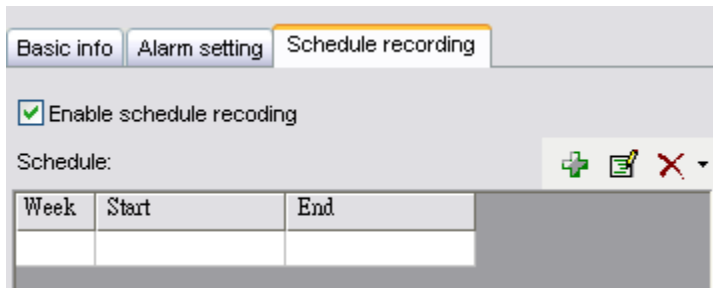 Basic info Alarm setting Schedule recording
Enable schedule recoding
Schedule:
Week Start End